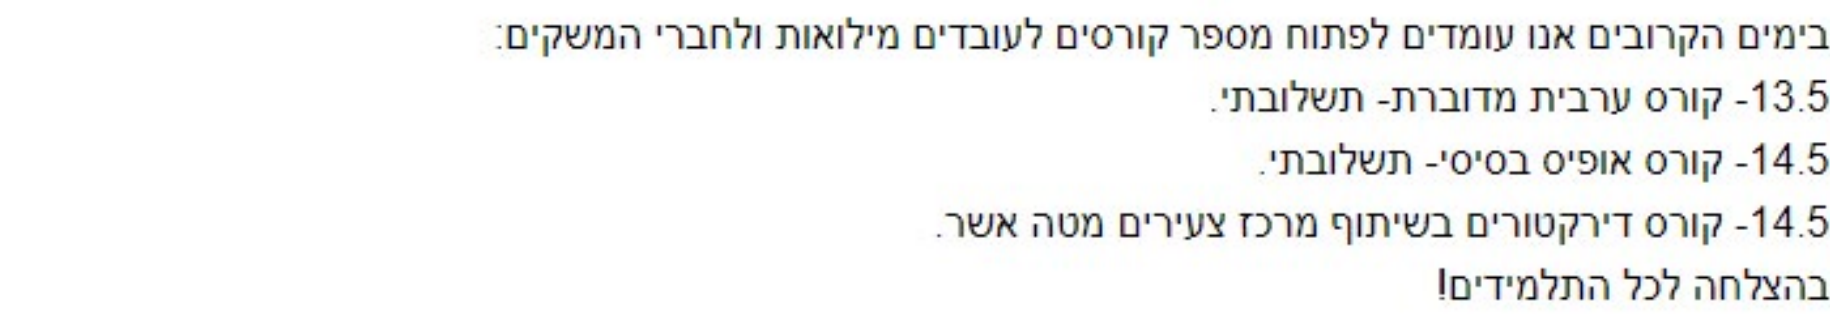 בימים הקרובים אנו עומדים לפתוח מספר קורסים לעובדים מילואות ולחברי המשקים:
13.5- קורס ערבית מדוברת- תשלובתי.
14.5- קורס אופיס בסיסי- תשלובתי.
14.5- קורס דירקטורים בשיתוף מרכז צעירים מטה אשר.
בהצלחה לכל התלמידים!